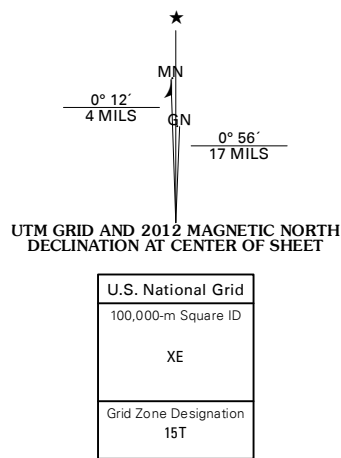 ★
MN
0° 12´
4 MILS
GN
0° 56´
17 MILS
UTM GRID AND 2012 MAGNETIC NORTH
DECLINATION AT CENTER OF SHEET
U.S. National Grid
100,000-m Square ID
XE
Grid Zone Designation
15T